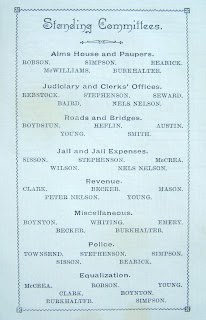 Standing Committees.
Alms House and Paupers.
ROBSON. SIMPSON. REARICK.
McWILLIAMS. BURKHALTER.
Judiciary and Clerks' Offices.
REDSTOCK. STEPHENSON. SEWARD.
BAIRD. NELS NELSON.
Roads and Bridges.
BOYDSTUN. HEFLIN. AUSTIN.
YOUNG. SMITH.
Jail and Jail Expenses.
SISSON. STEPHENSON. McCREA.
WILSON. NELS NELSON.
Revenue.
CLARK. BECKER. MASON.
PETER NELSON. YOUNG.
Miscellaneous.
BOYNTON. WHITING. EMERY.
BECKER. BURKHALTER.
Police.
TOWNSEND. STEPHENSON. SIMPSON.
SISSON. REARICK.
Equalization.
McCREA. ROBSON. YOUNG.
CLARK. BOYNTON.
BURKHALTER. SIMPSON.